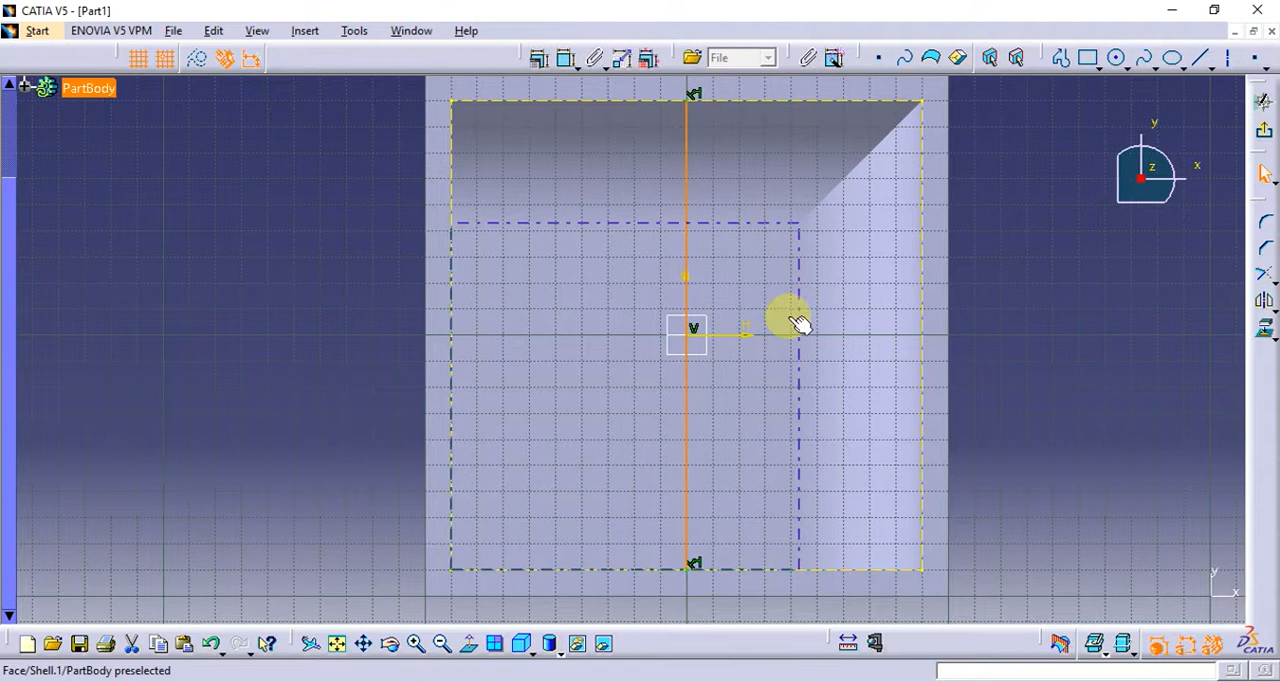 CATIA V5 - [Part1]
Start ENOVIA V5 VPM File Edit View Insert Tools Window Help
File
PartBody
y
x
z
V
H
V
y
x
CATIA
Face/Shell.1/PartBody preselected